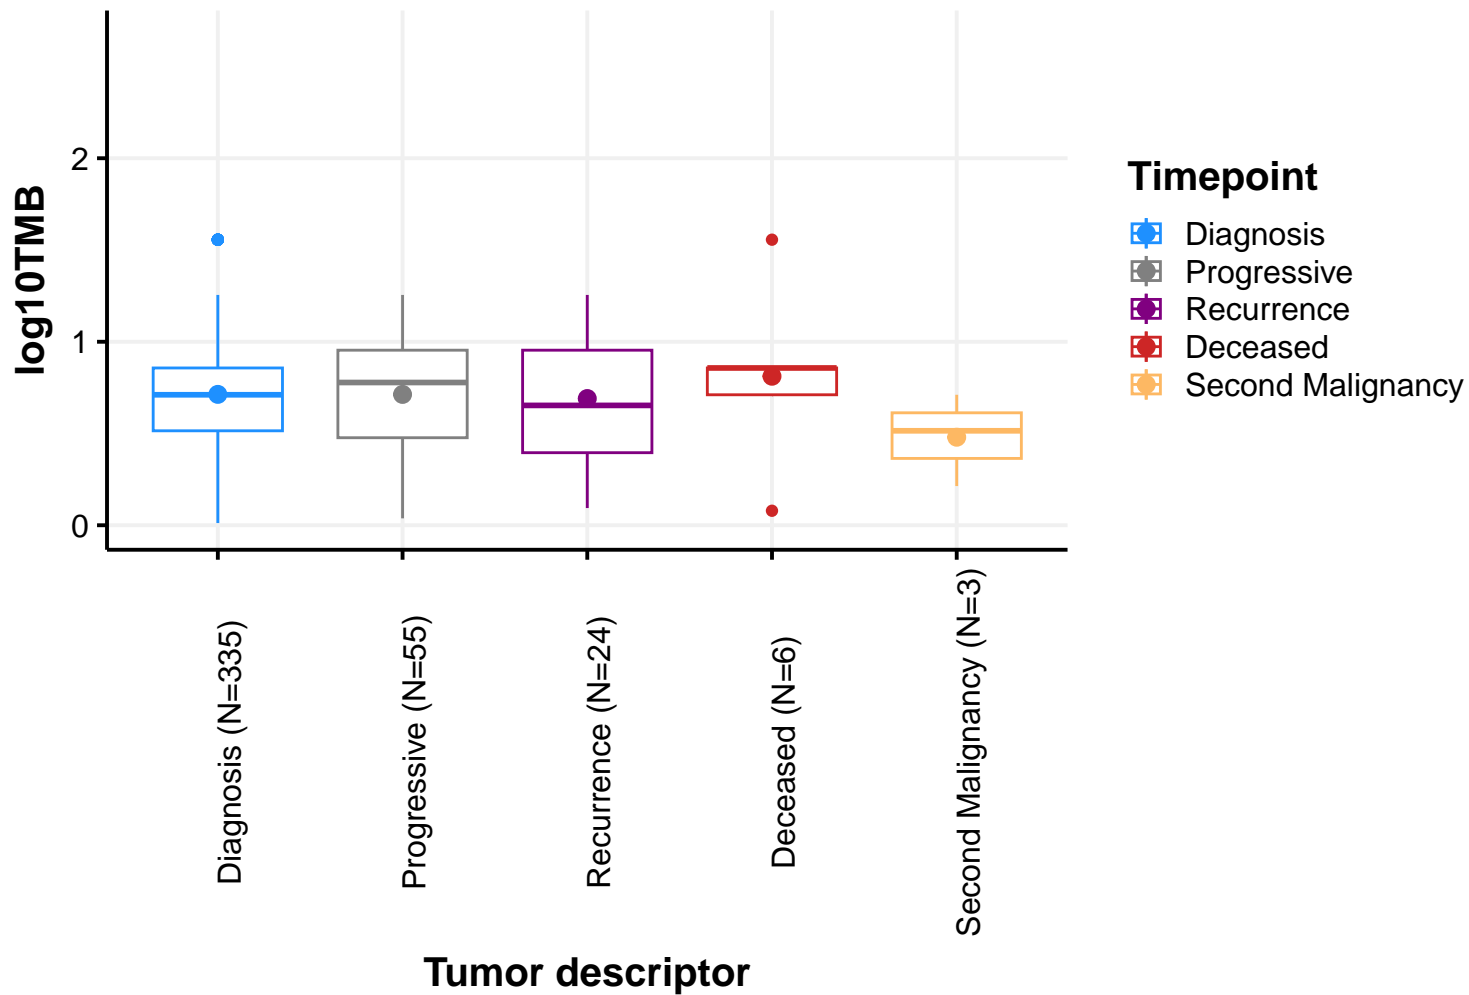 log10TMB
2
1
0
Diagnosis (N=335)
Progressive (N=55)
Recurrence (N=24)
Deceased (N=6)
Second Malignancy (N=3)
Tumor descriptor
Timepoint
Diagnosis
Progressive
Recurrence
Deceased
Second Malignancy